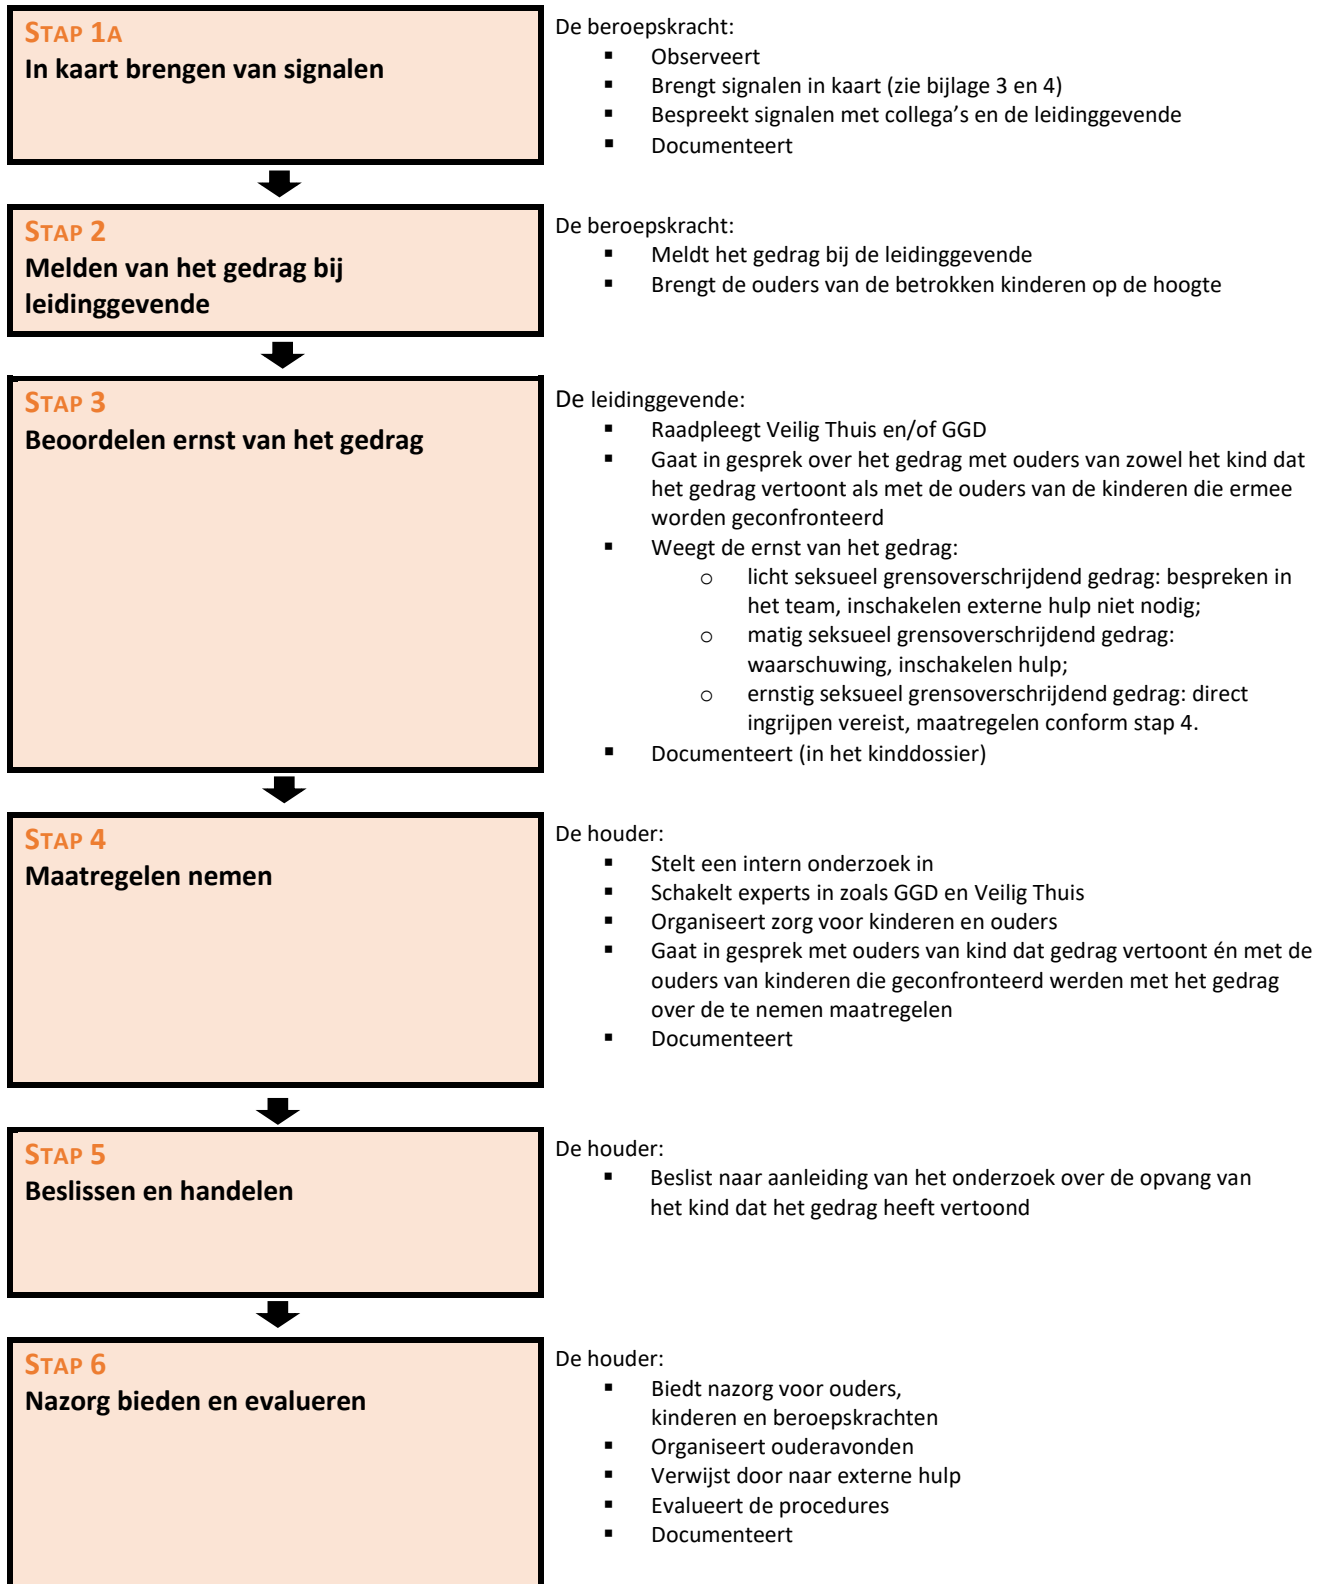 STAP 1A
In kaart brengen van signalen
De beroepskracht:
▪ Observeert
▪ Brengt signalen in kaart (zie bijlage 3 en 4)
▪ Bespreekt signalen met collega’s en de leidinggevende
▪ Documenteert
STAP 2
Melden van het gedrag bij
leidinggevende
De beroepskracht:
▪ Meldt het gedrag bij de leidinggevende
▪ Brengt de ouders van de betrokken kinderen op de hoogte
STAP 3
Beoordelen ernst van het gedrag
De leidinggevende:
▪ Raadpleegt Veilig Thuis en/of GGD
▪ Gaat in gesprek over het gedrag met ouders van zowel het kind dat
het gedrag vertoont als met de ouders van de kinderen die ermee
worden geconfronteerd
▪ Weegt de ernst van het gedrag:
o licht seksueel grensoverschrijdend gedrag: bespreken in
het team, inschakelen externe hulp niet nodig;
o matig seksueel grensoverschrijdend gedrag:
waarschuwing, inschakelen hulp;
o ernstig seksueel grensoverschrijdend gedrag: direct
ingrijpen vereist, maatregelen conform stap 4.
▪ Documenteert (in het kinddossier)
STAP 4
Maatregelen nemen
De houder:
▪ Stelt een intern onderzoek in
▪ Schakelt experts in zoals GGD en Veilig Thuis
▪ Organiseert zorg voor kinderen en ouders
▪ Gaat in gesprek met ouders van kind dat gedrag vertoont én met de
ouders van kinderen die geconfronteerd werden met het gedrag
over de te nemen maatregelen
▪ Documenteert
STAP 5
Beslissen en handelen
De houder:
▪ Beslist naar aanleiding van het onderzoek over de opvang van
het kind dat het gedrag heeft vertoond
STAP 6
Nazorg bieden en evalueren
De houder:
▪ Biedt nazorg voor ouders,
kinderen en beroepskrachten
▪ Organiseert ouderavonden
▪ Verwijst door naar externe hulp
▪ Evalueert de procedures
▪ Documenteert